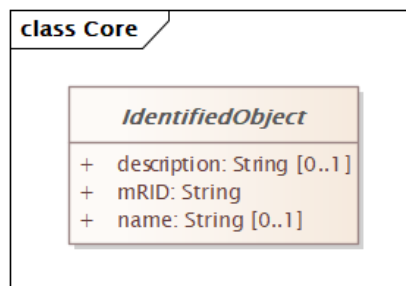 class Core
IdentifiedObject
+ description: String [0..1]
+ mRID: String
+ name: String [0..1]